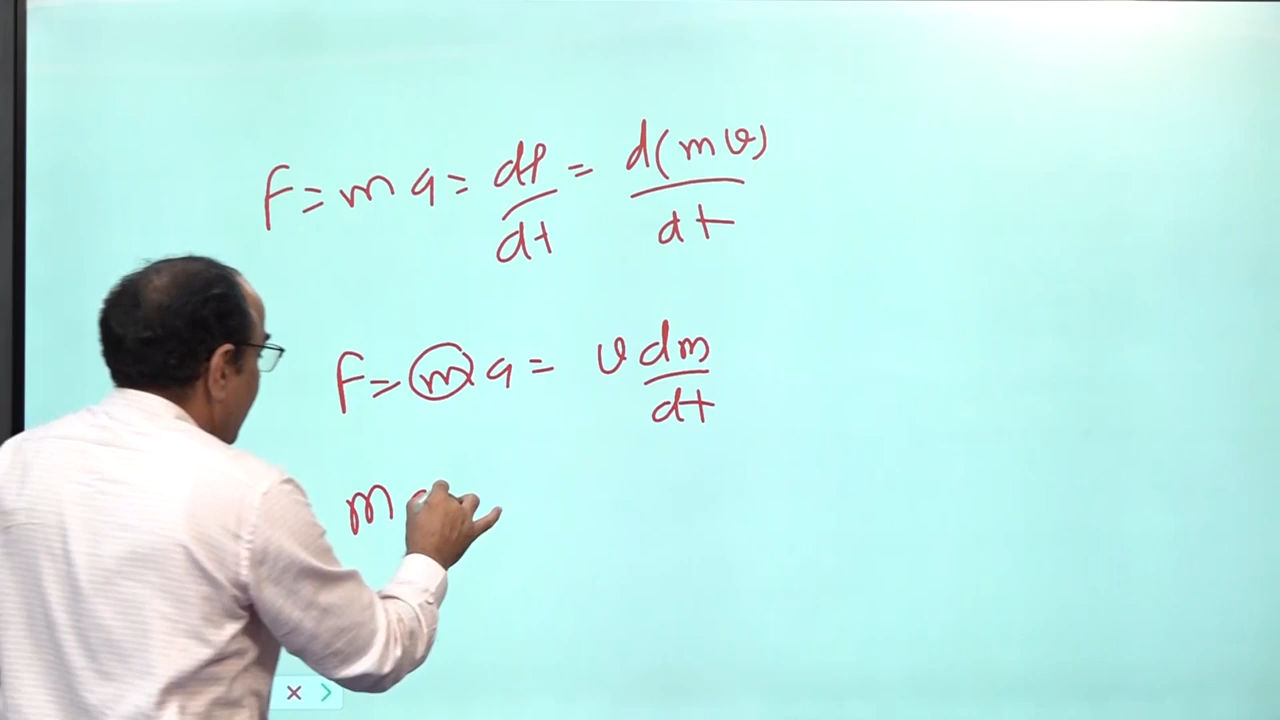 F = m a = dP/dt = d(mv)/dt
F = m a = v dm/dt
m